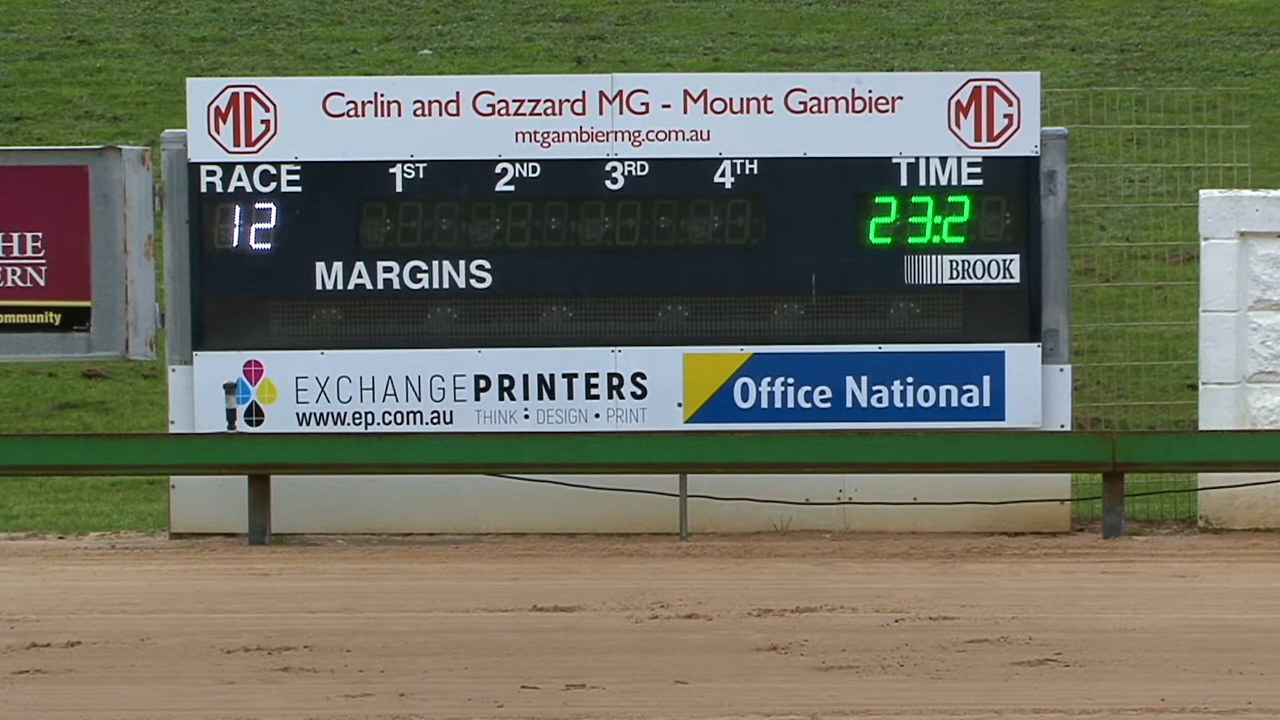 MG Carlin and Gazzard MG - Mount Gambier MG
mtgambiermg.com.au
RACE 1ST 2ND 3RD 4TH TIME
12 23:2
MARGINS BROOK
HE
ERN
ommunity
EXCHANGEPRINTERS
www.ep.com.au THINK • DESIGN • PRINT
Office National